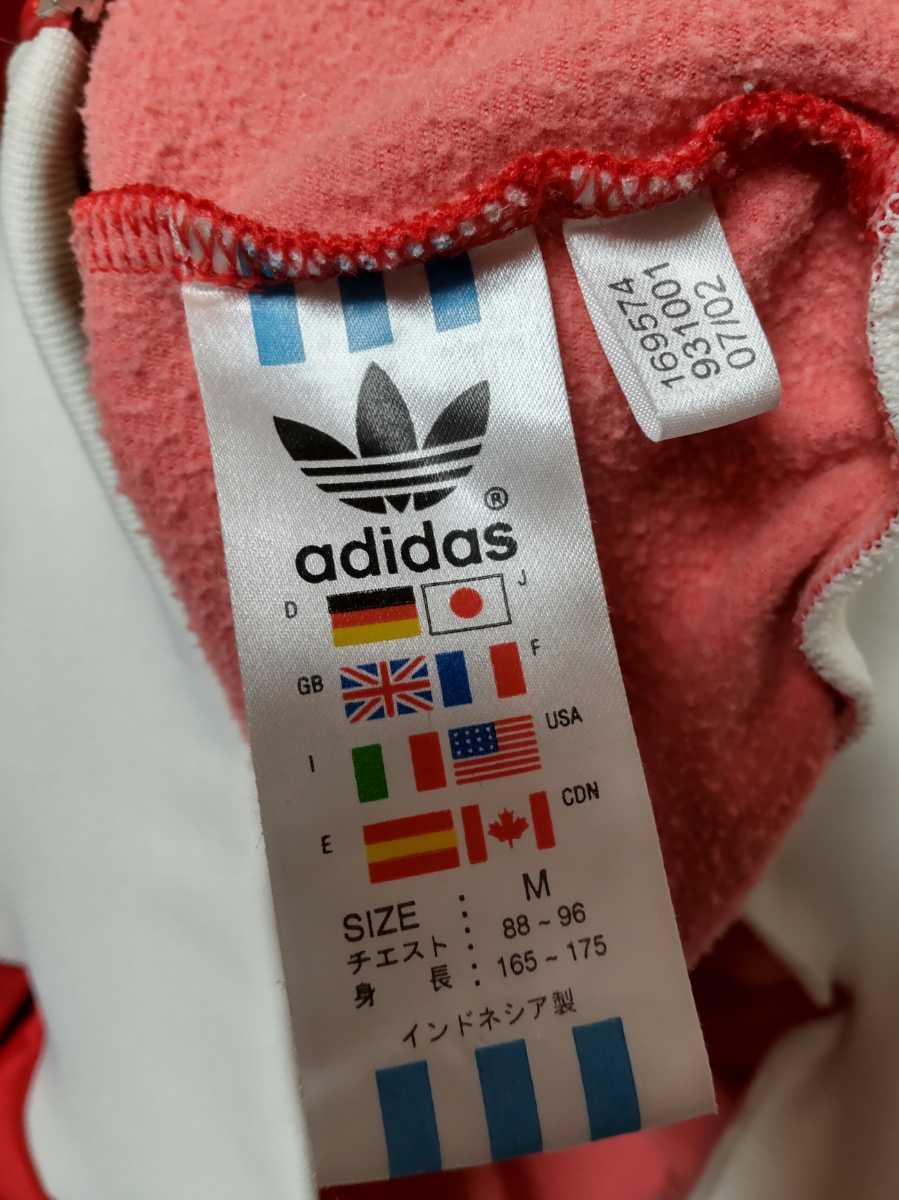 adidas®
D J
GB F
I USA
E CDN
SIZE : M
チェスト : 88~96
身長 : 165~175
インドネシア製
169574
931001
07/02